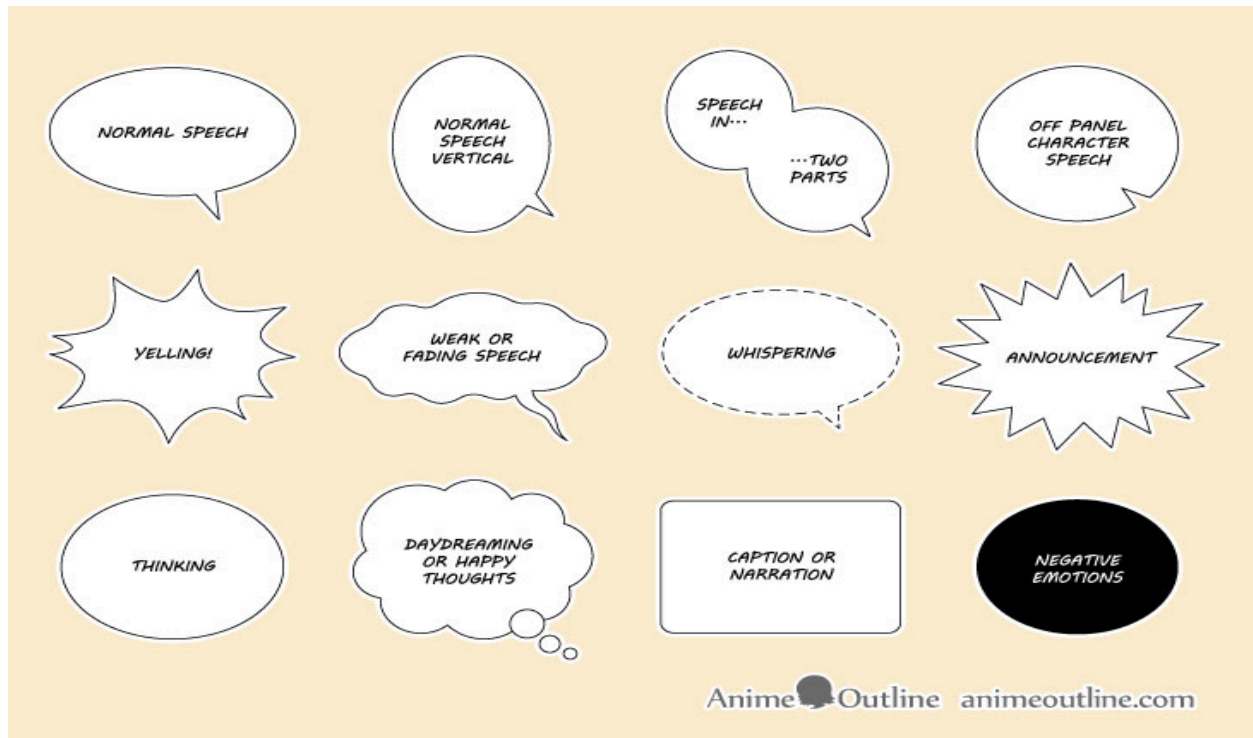 NORMAL SPEECH
NORMAL
SPEECH
VERTICAL
SPEECH
IN...
...TWO
PARTS
OFF PANEL
CHARACTER
SPEECH
YELLING!
WEAK OR
FADING SPEECH
WHISPERING
ANNOUNCEMENT
THINKING
DAYDREAMING
OR HAPPY
THOUGHTS
CAPTION OR
NARRATION
NEGATIVE
EMOTIONS
Anime Outline animeoutline.com